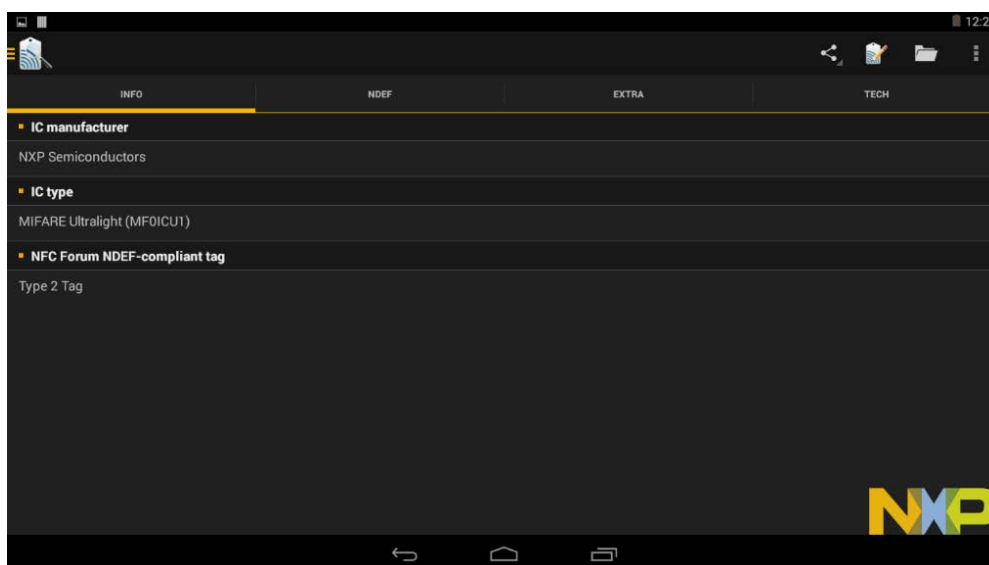 12:2
INFO NDEF EXTRA TECH
IC manufacturer
NXP Semiconductors
IC type
MIFARE Ultralight (MF0ICU1)
NFC Forum NDEF-compliant tag
Type 2 Tag
NXP